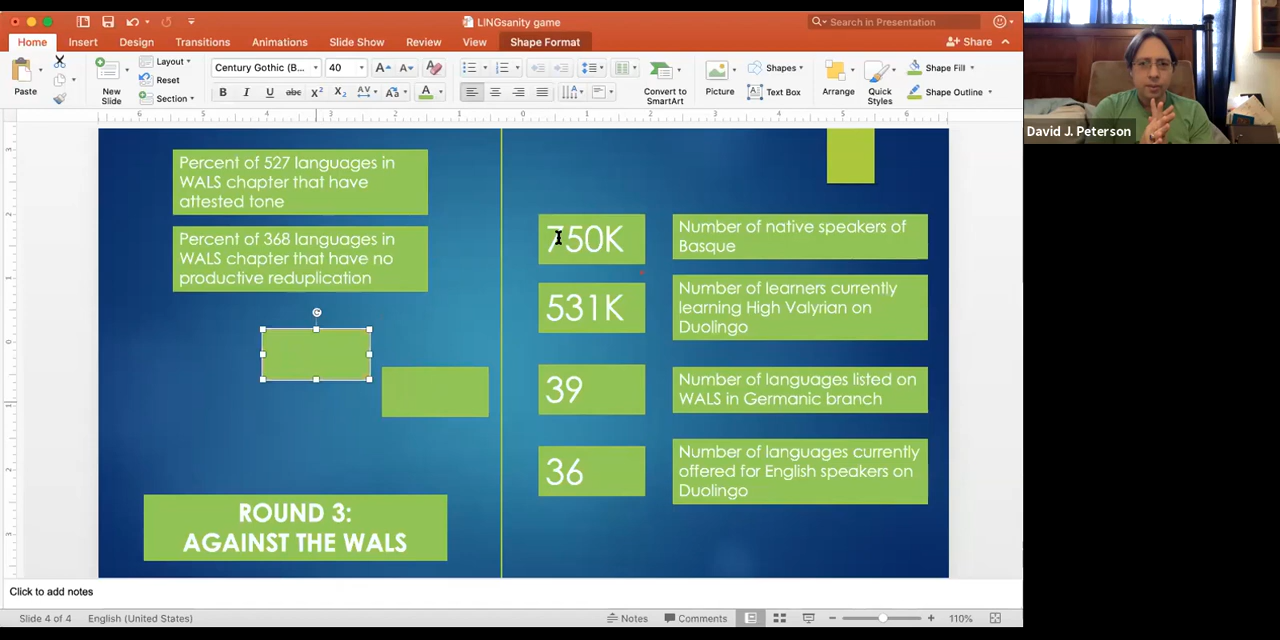 LINGsanity game
Search in Presentation
Home
Insert
Design
Transitions
Animations
Slide Show
Review
View
Shape Format
Share
Paste
New
Slide
Layout
Reset
Section
Century Gothic (B...
40
Convert to
SmartArt
Picture
Shapes
Text Box
Arrange
Quick
Styles
Shape Fill
Shape Outline
David J. Peterson
Percent of 527 languages in
WALS chapter that have
attested tone
Percent of 368 languages in
WALS chapter that have no
productive reduplication
ROUND 3:
AGAINST THE WALS
750K
Number of native speakers of
Basque
531K
Number of learners currently
learning High Valyrian on
Duolingo
39
Number of languages listed on
WALS in Germanic branch
36
Number of languages currently
offered for English speakers on
Duolingo
Click to add notes
Slide 4 of 4
English (United States)
Notes
Comments
110%